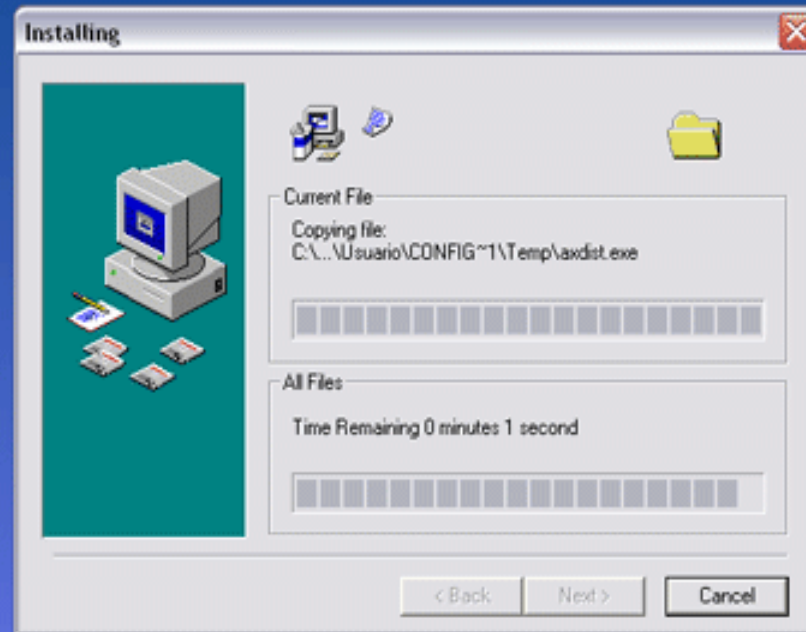 Installing
Current File
Copying file:
C:\...\Usuario\CONFIG~1\Temp\axdist.exe
All Files
Time Remaining 0 minutes 1 second
< Back
Next >
Cancel